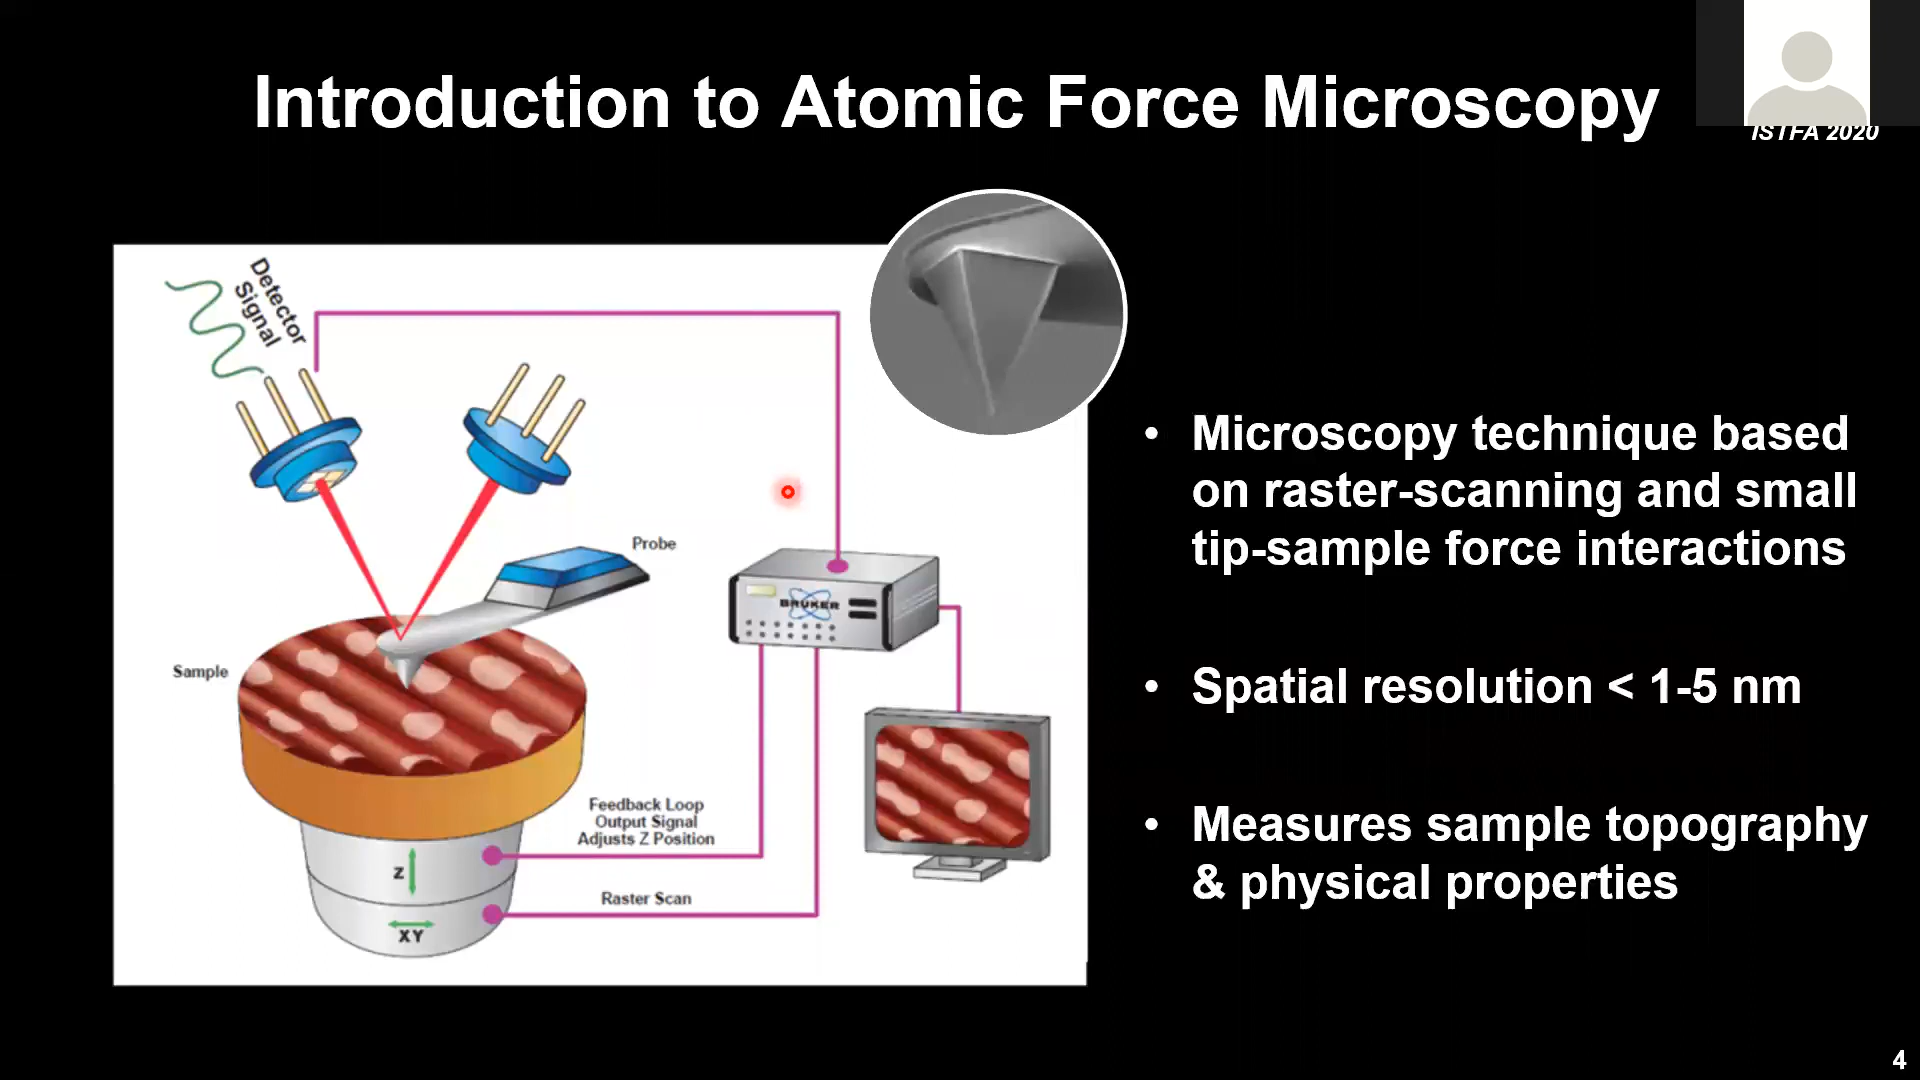 Introduction to Atomic Force Microscopy
ISTFA 2020
Detector
Signal
Probe
BRUKER
Sample
Feedback Loop
Output Signal
Adjusts Z Position
Z
Raster Scan
XY
• Microscopy technique based
on raster-scanning and small
tip-sample force interactions
• Spatial resolution < 1-5 nm
• Measures sample topography
& physical properties
4